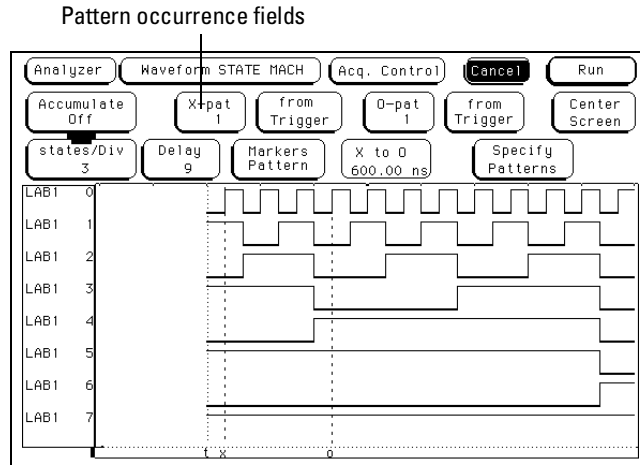 Pattern occurrence fields
Analyzer Waveform STATE MACH Acq. Control Cancel Run
Accumulate Off X-pat 1 from Trigger O-pat 1 from Trigger Center Screen
states/Div 3 Delay 9 Markers Pattern X to O 600.00 ns Specify Patterns
LAB1 0
LAB1 1
LAB1 2
LAB1 3
LAB1 4
LAB1 5
LAB1 6
LAB1 7
t x o